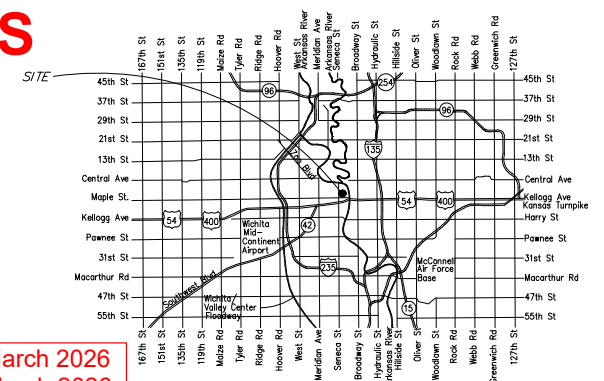 S
SITE
167th St
151st St
135th St
119th St
Maize Rd
Tyler Rd
Ridge Rd
Hoover Rd
West St
Arkansas River
Meridian Ave
Arkansas River
Seneca St
Broadway St
Hydraulic St
Hillside St
Oliver St
Woodlawn St
Rock Rd
Webb Rd
Greenwich Rd
127th St
45th St
37th St
29th St
21st St
13th St
Central Ave
Maple St.
Kellogg Ave
Pawnee St
31st St
Macarthur Rd
47th St
55th St
96
254
96
135
Zoo Blvd
54
400
54
400
42
235
15
Wichita
Mid-
Continent
Airport
McConnell
Air Force
Base
Southwest Blvd
Wichita/
Valley Center
Floodway
45th St
37th St
29th St
21st St
13th St
Central Ave
Kellogg Ave
Kansas Turnpike
Harry St
Pawnee St
31st St
Macarthur Rd
47th St
55th St
167th St
151st St
135th St
119th St
Maize Rd
Tyler Rd
Ridge Rd
Hoover Rd
West St
Meridian Ave
Seneca St
Broadway St
Hydraulic St
Arkansas River
Hillside St
Oliver St
Woodlawn St
Rock Rd
Webb Rd
Greenwich Rd
127th St
March 2026